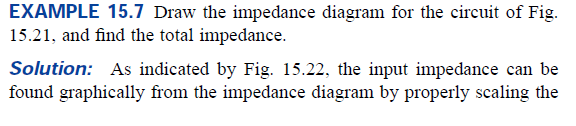 EXAMPLE 15.7 Draw the impedance diagram for the circuit of Fig.
15.21, and find the total impedance.
Solution: As indicated by Fig. 15.22, the input impedance can be
found graphically from the impedance diagram by properly scaling the